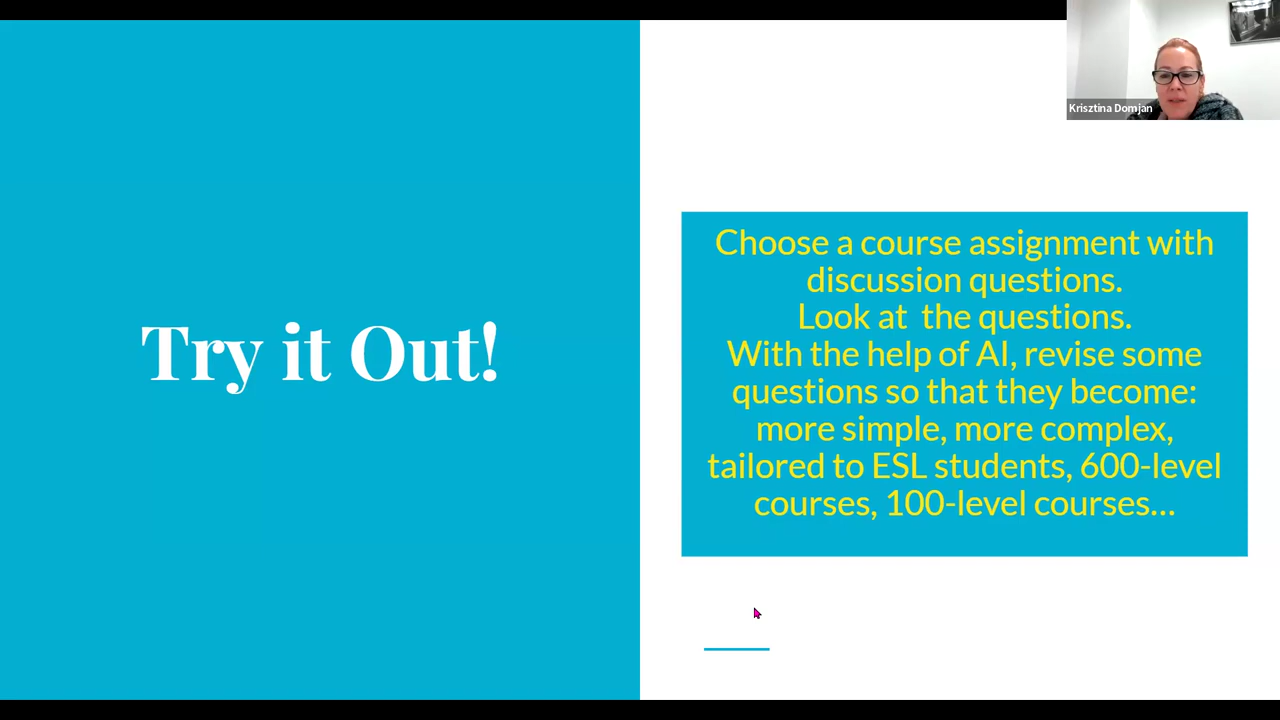 Try it Out!
Choose a course assignment with
discussion questions.
Look at  the questions.
With the help of AI, revise some
questions so that they become:
more simple, more complex,
tailored to ESL students, 600-level
courses, 100-level courses...
Krisztina Domjan